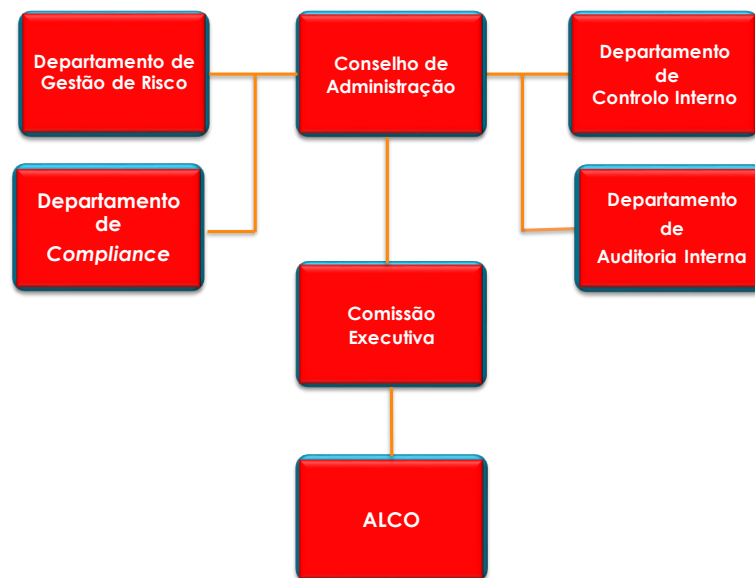 Departamento de
Gestão de Risco
Conselho de
Administração
Departamento
de
Controlo Interno
Departamento
de
Compliance
Departamento
de
Auditoria Interna
Comissão
Executiva
ALCO